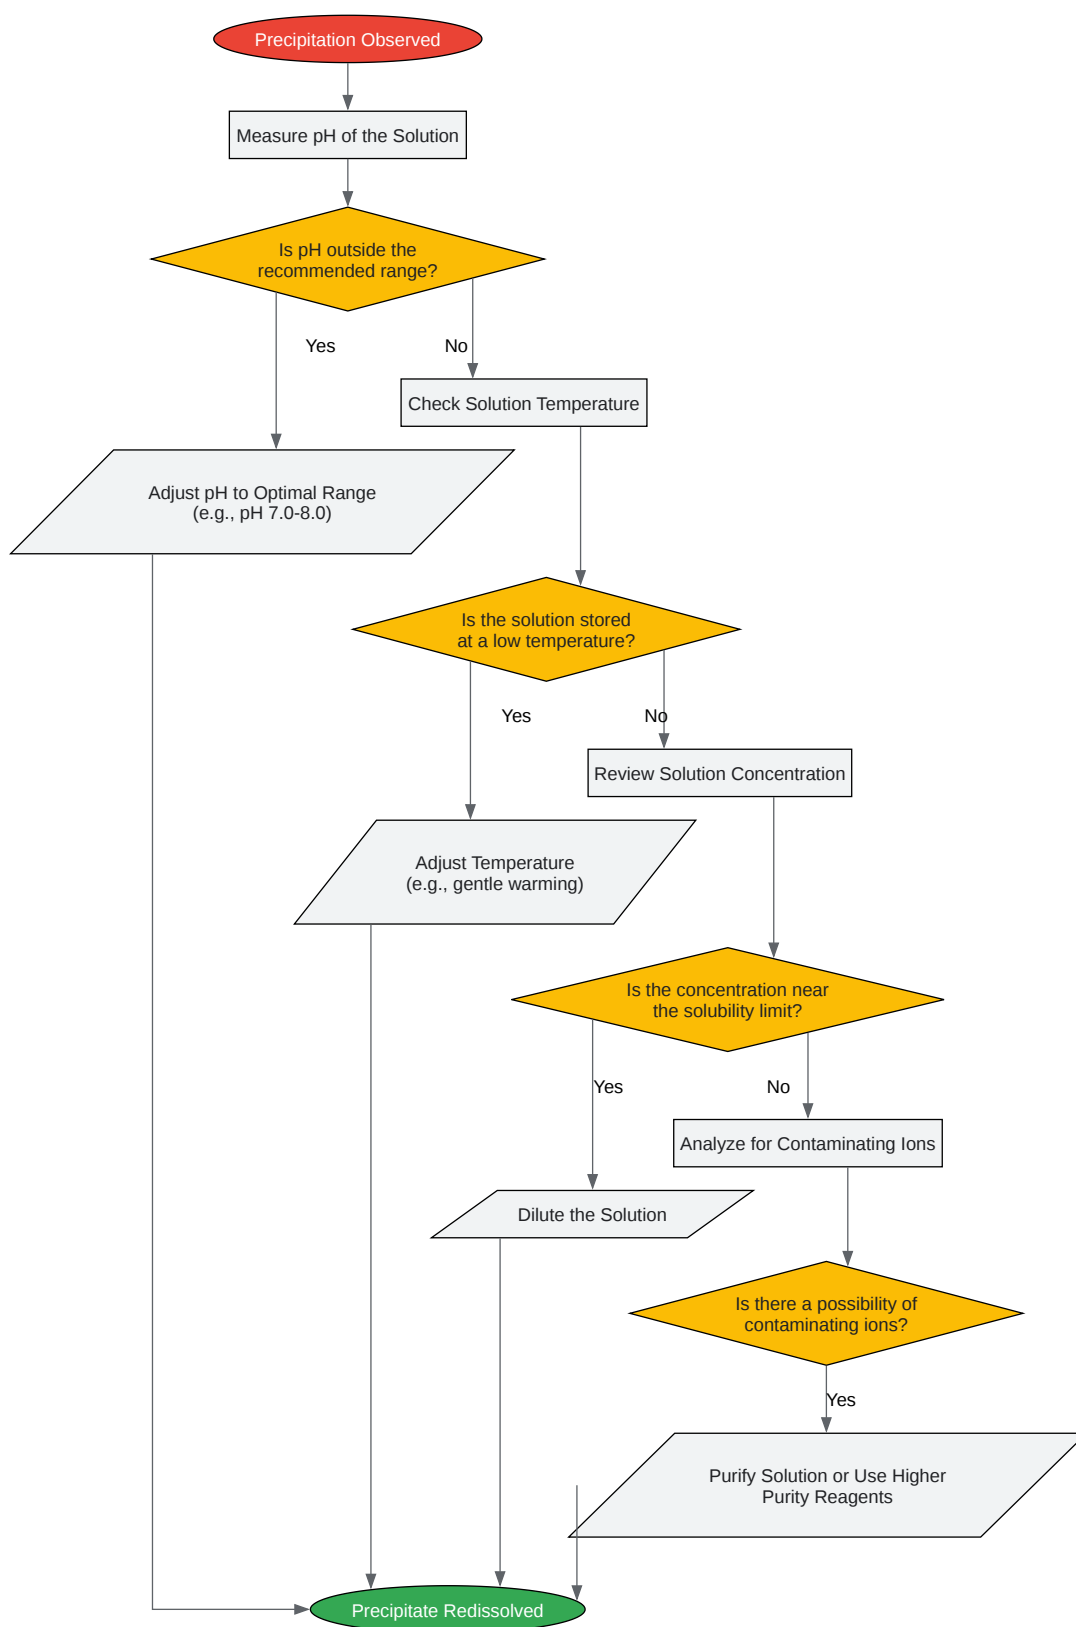 Precipitation Observed
Measure pH of the Solution
Is pH outside the
recommended range?
Yes
No
Check Solution Temperature
Adjust pH to Optimal Range
(e.g., pH 7.0-8.0)
Is the solution stored
at a low temperature?
Yes
No
Review Solution Concentration
Adjust Temperature
(e.g., gentle warming)
Is the concentration near
the solubility limit?
Yes
No
Analyze for Contaminating Ions
Dilute the Solution
Is there a possibility of
contaminating ions?
Yes
Purify Solution or Use Higher
Purity Reagents
Precipitate Redissolved